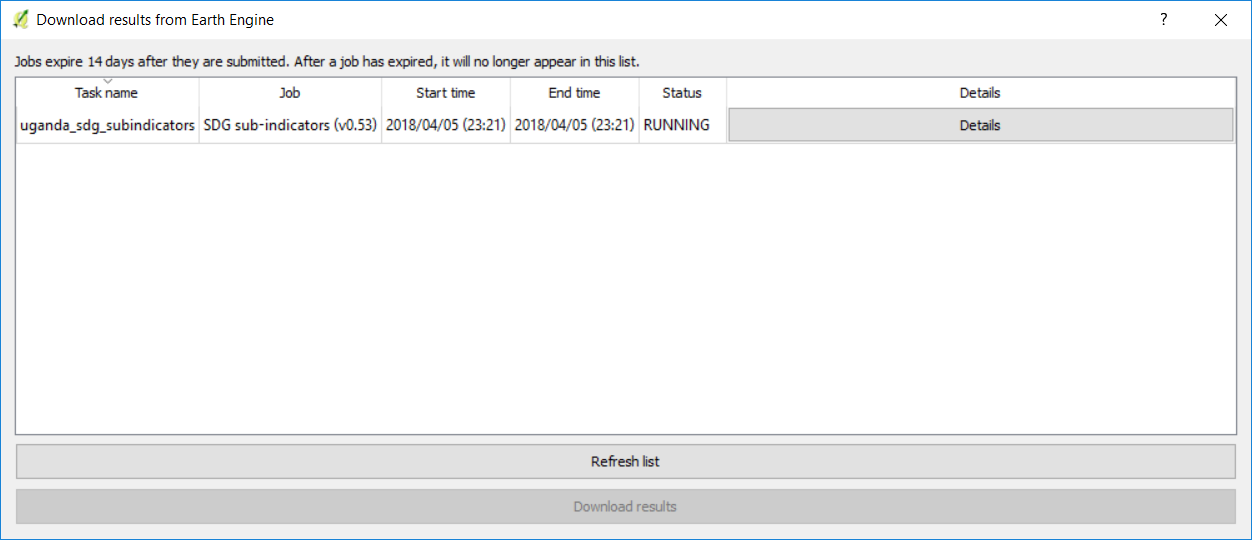 Download results from Earth Engine ?
Jobs expire 14 days after they are submitted. After a job has expired, it will no longer appear in this list.
Task name Job Start time End time Status Details
uganda_sdg_subindicators SDG sub-indicators (v0.53) 2018/04/05 (23:21) 2018/04/05 (23:21) RUNNING Details
Refresh list
Download results